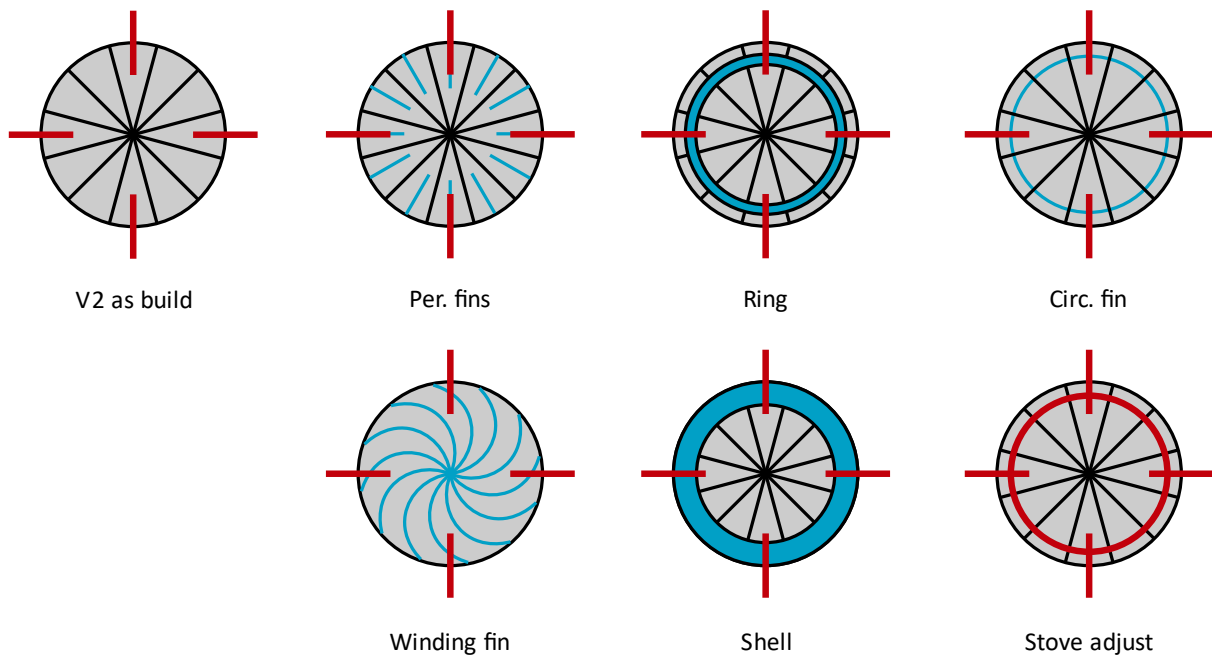 V2 as build
Per. fins
Ring
Circ. fin
Winding fin
Shell
Stove adjust